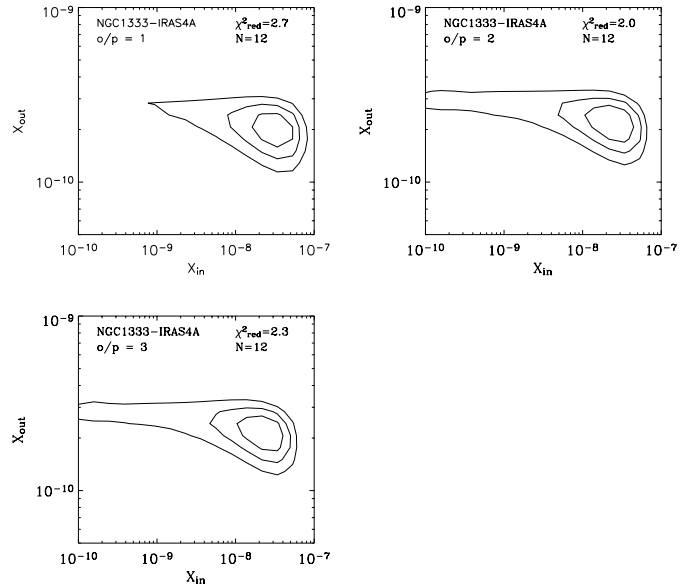 NGC1333−IRAS4A χ²red=2.7
o/p = 1 N=12
10⁻⁹
Xout
10⁻¹⁰
10⁻¹⁰ 10⁻⁹ 10⁻⁸ 10⁻⁷
Xin
NGC1333−IRAS4A χ²red=2.0
o/p = 2 N=12
10⁻⁹
Xout
10⁻¹⁰
10⁻¹⁰ 10⁻⁹ 10⁻⁸ 10⁻⁷
Xin
NGC1333−IRAS4A χ²red=2.3
o/p = 3 N=12
10⁻⁹
Xout
10⁻¹⁰
10⁻¹⁰ 10⁻⁹ 10⁻⁸ 10⁻⁷
Xin